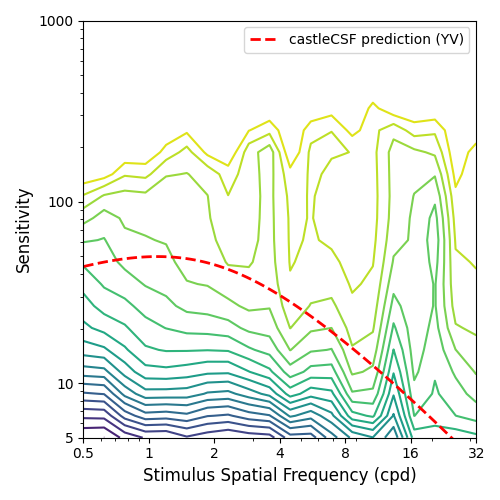 1000
castleCSF prediction (YV)
100
10
5
Sensitivity
0.5 1 2 4 8 16 32
Stimulus Spatial Frequency (cpd)